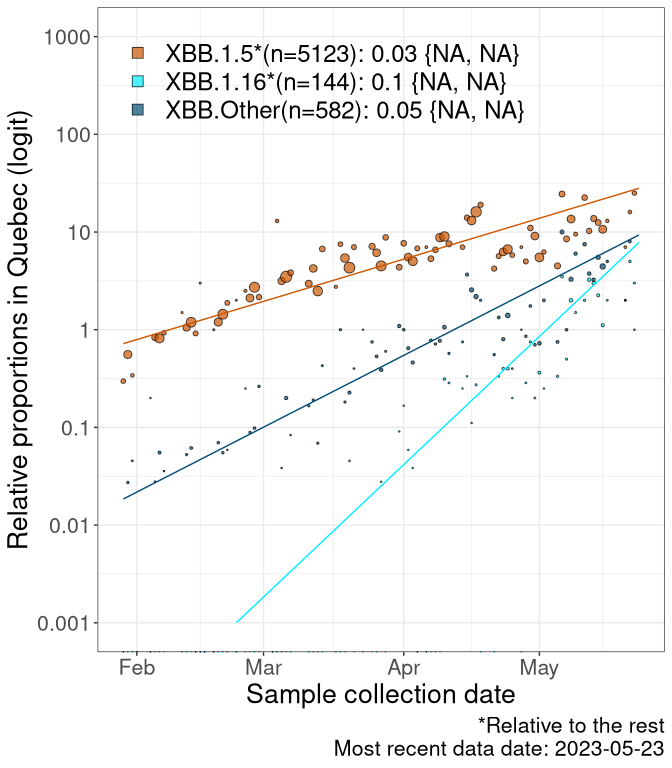 1000
100
10
1
0.1
0.01
0.001
Relative proportions in Quebec (logit)
XBB.1.5*(n=5123): 0.03 {NA, NA}
XBB.1.16*(n=144): 0.1 {NA, NA}
XBB.Other(n=582): 0.05 {NA, NA}
Feb Mar Apr May
Sample collection date
*Relative to the rest
Most recent data date: 2023-05-23